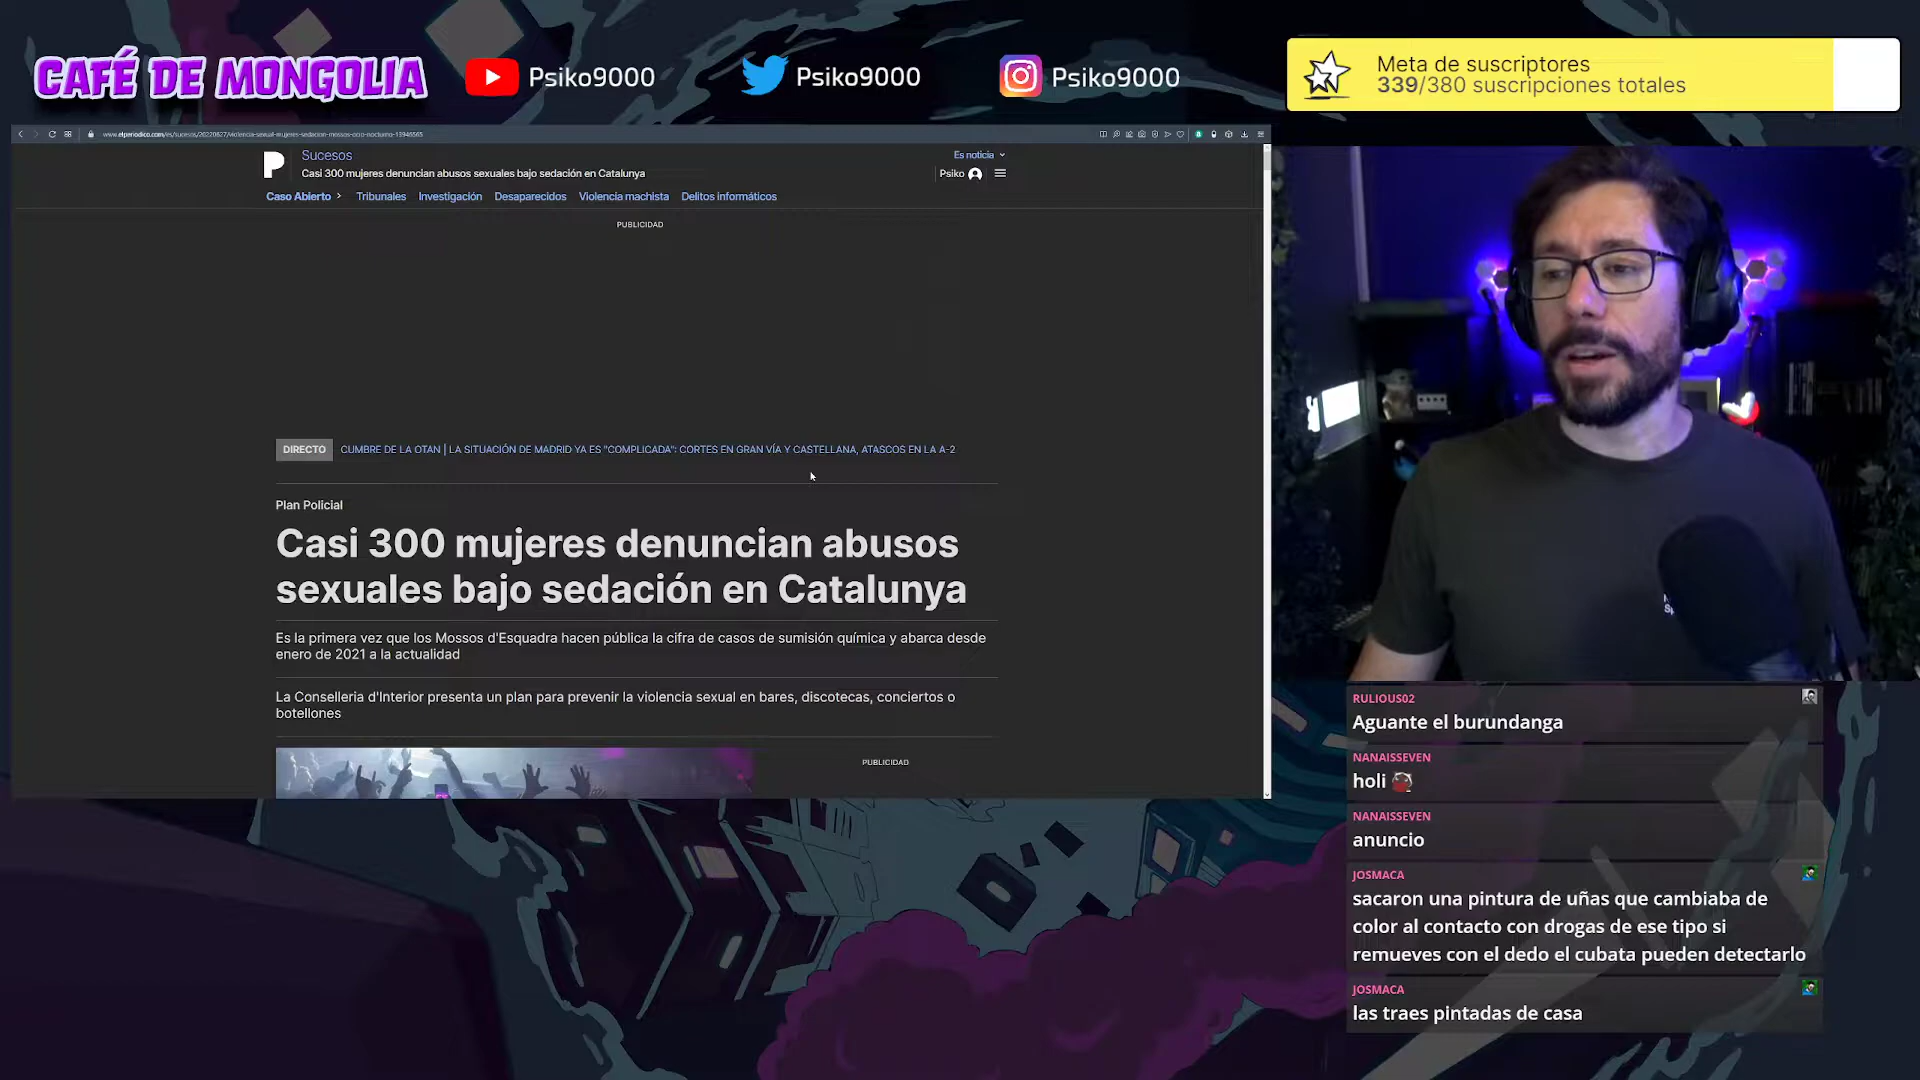 CAFÉ DE MONGOLIA
Psiko9000
Psiko9000
Psiko9000
Meta de suscriptores
339/380 suscripciones totales
Sucesos
Casi 300 mujeres denuncian abusos sexuales bajo sedación en Catalunya
Es noticia
Psiko
Caso Abierto
Tribunales
Investigación
Desaparecidos
Violencia machista
Delitos informáticos
PUBLICIDAD
DIRECTO
CUMBRE DE LA OTAN | LA SITUACIÓN DE MADRID YA ES "COMPLICADA": CORTES EN GRAN VÍA Y CASTELLANA, ATASCOS EN LA A-2
Plan Policial
Casi 300 mujeres denuncian abusos
sexuales bajo sedación en Catalunya
Es la primera vez que los Mossos d'Esquadra hacen pública la cifra de casos de sumisión química y abarca desde
enero de 2021 a la actualidad
La Conselleria d'Interior presenta un plan para prevenir la violencia sexual en bares, discotecas, conciertos o
botellones
PUBLICIDAD
RULIOUS02
Aguante el burundanga
NANAISSEVEN
holi
NANAISSEVEN
anuncio
JOSMACA
sacaron una pintura de uñas que cambiaba de
color al contacto con drogas de ese tipo si
remueves con el dedo el cubata pueden detectarlo
JOSMACA
las traes pintadas de casa